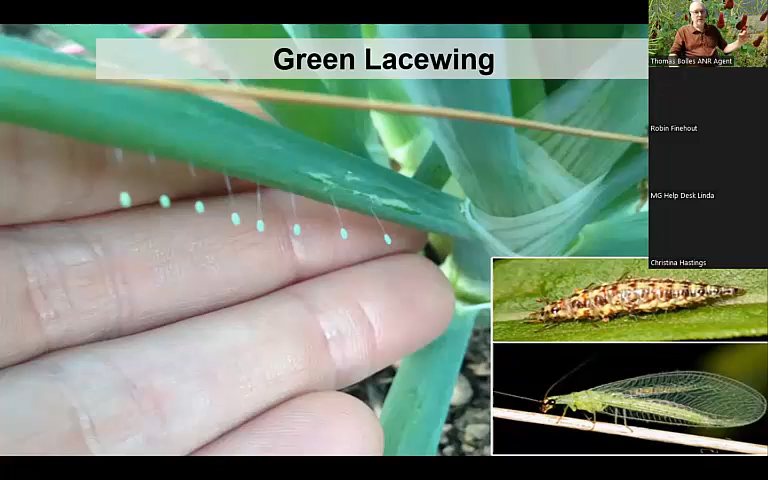 Green Lacewing
Thomas Bolles ANR Agent
Robin Finehout
MG Help Desk Linda
Christina Hastings